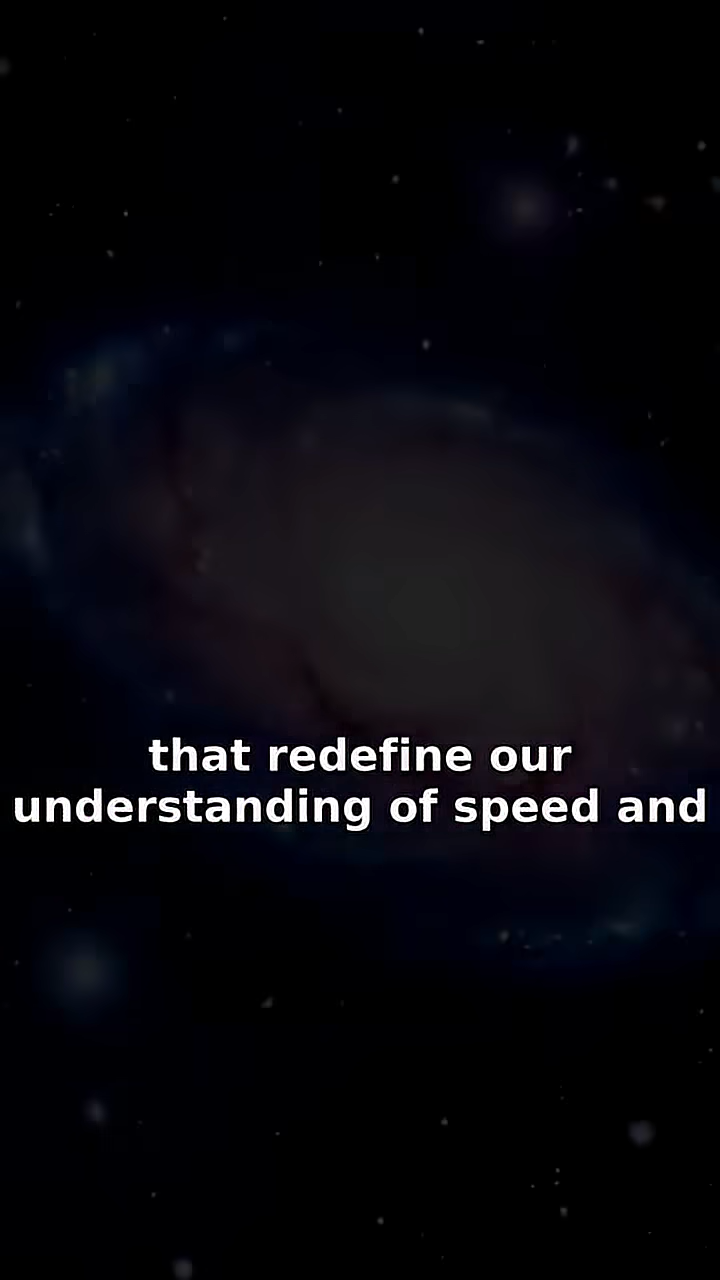 that redefine our
understanding of speed and